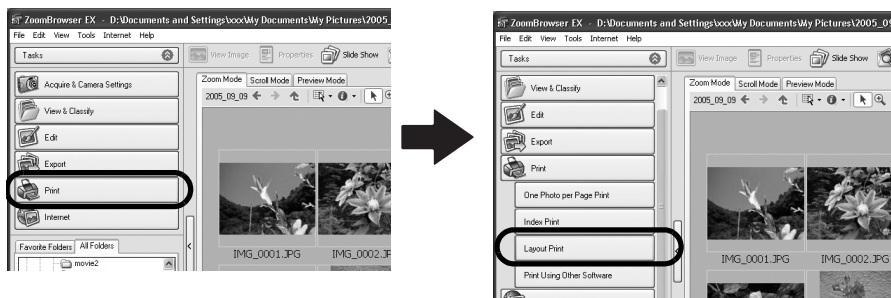 ZoomBrowser EX - D:\Documents and Settings\xxx\My Documents\My Pictures\2005_
File Edit View Tools Internet Help
Tasks
View Image Properties Slide Show
Acquire & Camera Settings
Zoom Mode Scroll Mode Preview Mode
2005_09_09
View & Classify
Edit
Export
Print
Internet
Favorite Folders All Folders
movie2
IMG_0001.JPG IMG_0002.JP
ZoomBrowser EX - D:\Documents and Settings\xxx\My Documents\My Pictures\2005_09
File Edit View Tools Internet Help
Tasks
View Image Properties Slide Show
Zoom Mode Scroll Mode Preview Mode
View & Classify
2005_09_09
Edit
Export
Print
One Photo per Page Print
Index Print
Layout Print
IMG_0001.JPG IMG_0002.JPG
Print Using Other Software